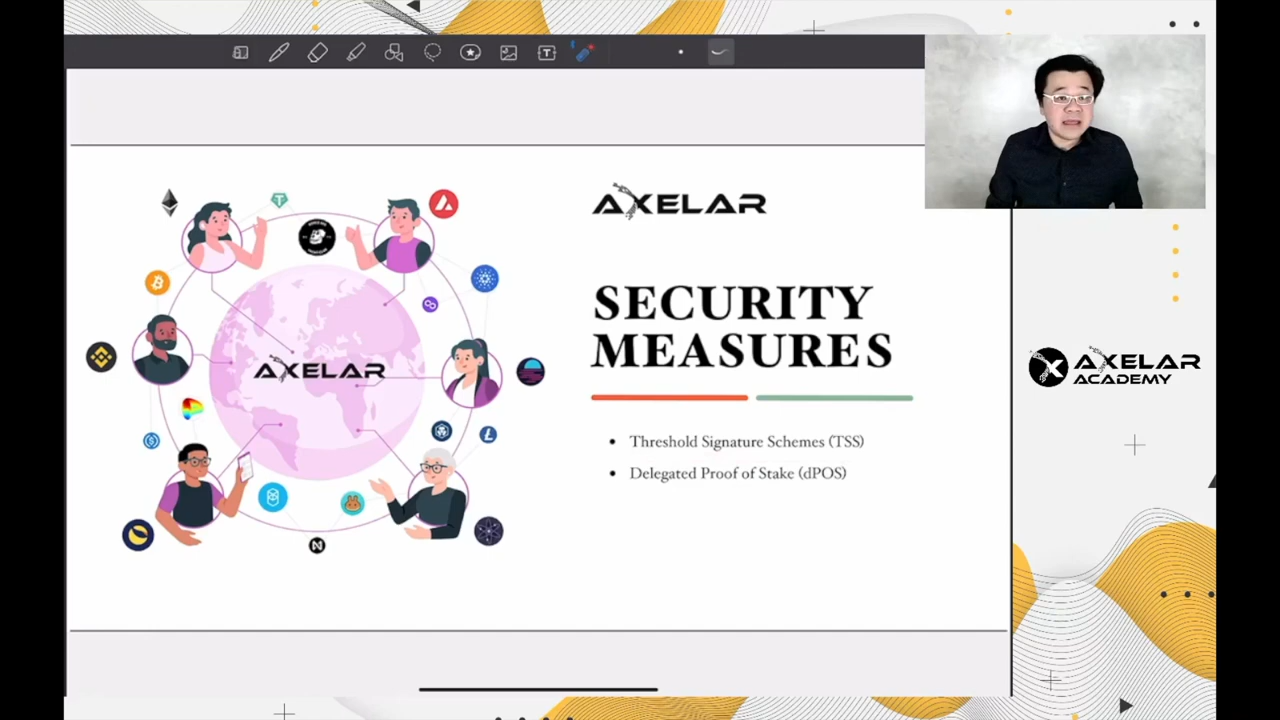 AXELAR
SECURITY
MEASURES
• Threshold Signature Schemes (TSS)
• Delegated Proof of Stake (dPOS)
AXELAR
AXELAR
ACADEMY